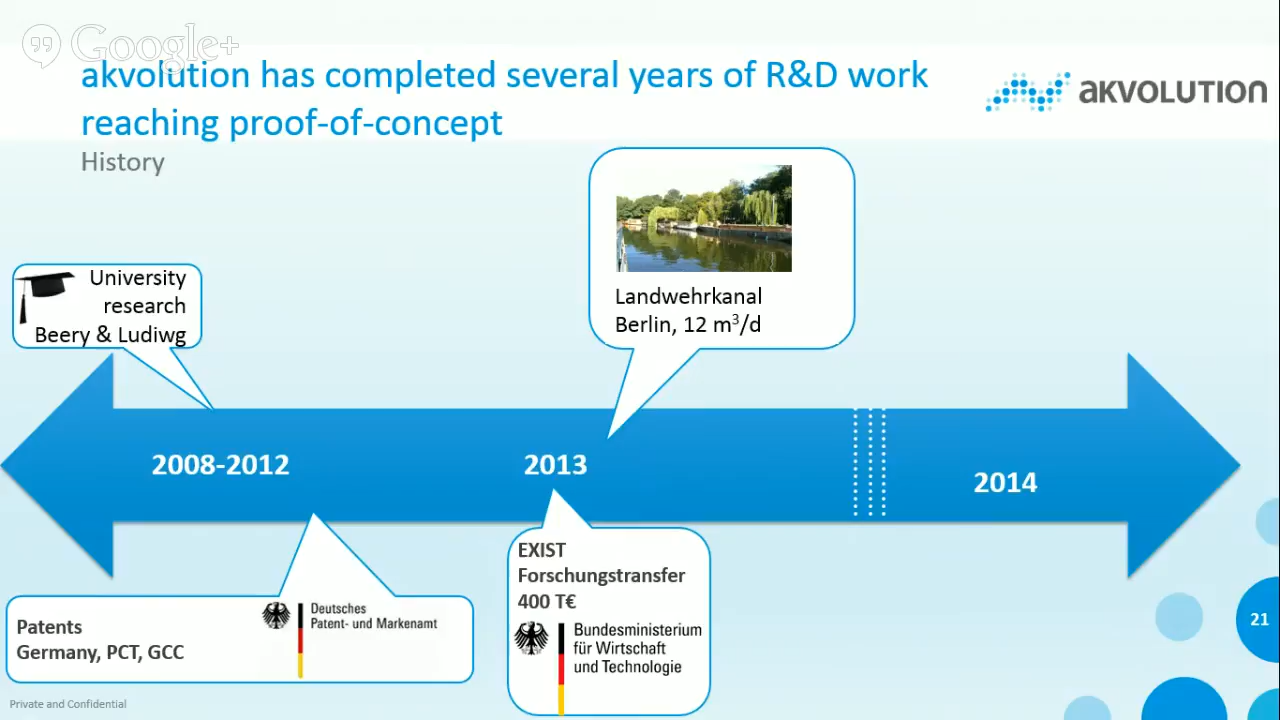 Google+
akvolution has completed several years of R&D work
reaching proof-of-concept
AKVOLUTION
History
University
research
Beery & Ludiwg
Landwehrkanal
Berlin, 12 m³/d
2008-2012
2013
2014
Patents
Germany, PCT, GCC
Deutsches
Patent- und Markenamt
EXIST
Forschungstransfer
400 T€
Bundesministerium
für Wirtschaft
und Technologie
21
Private and Confidential